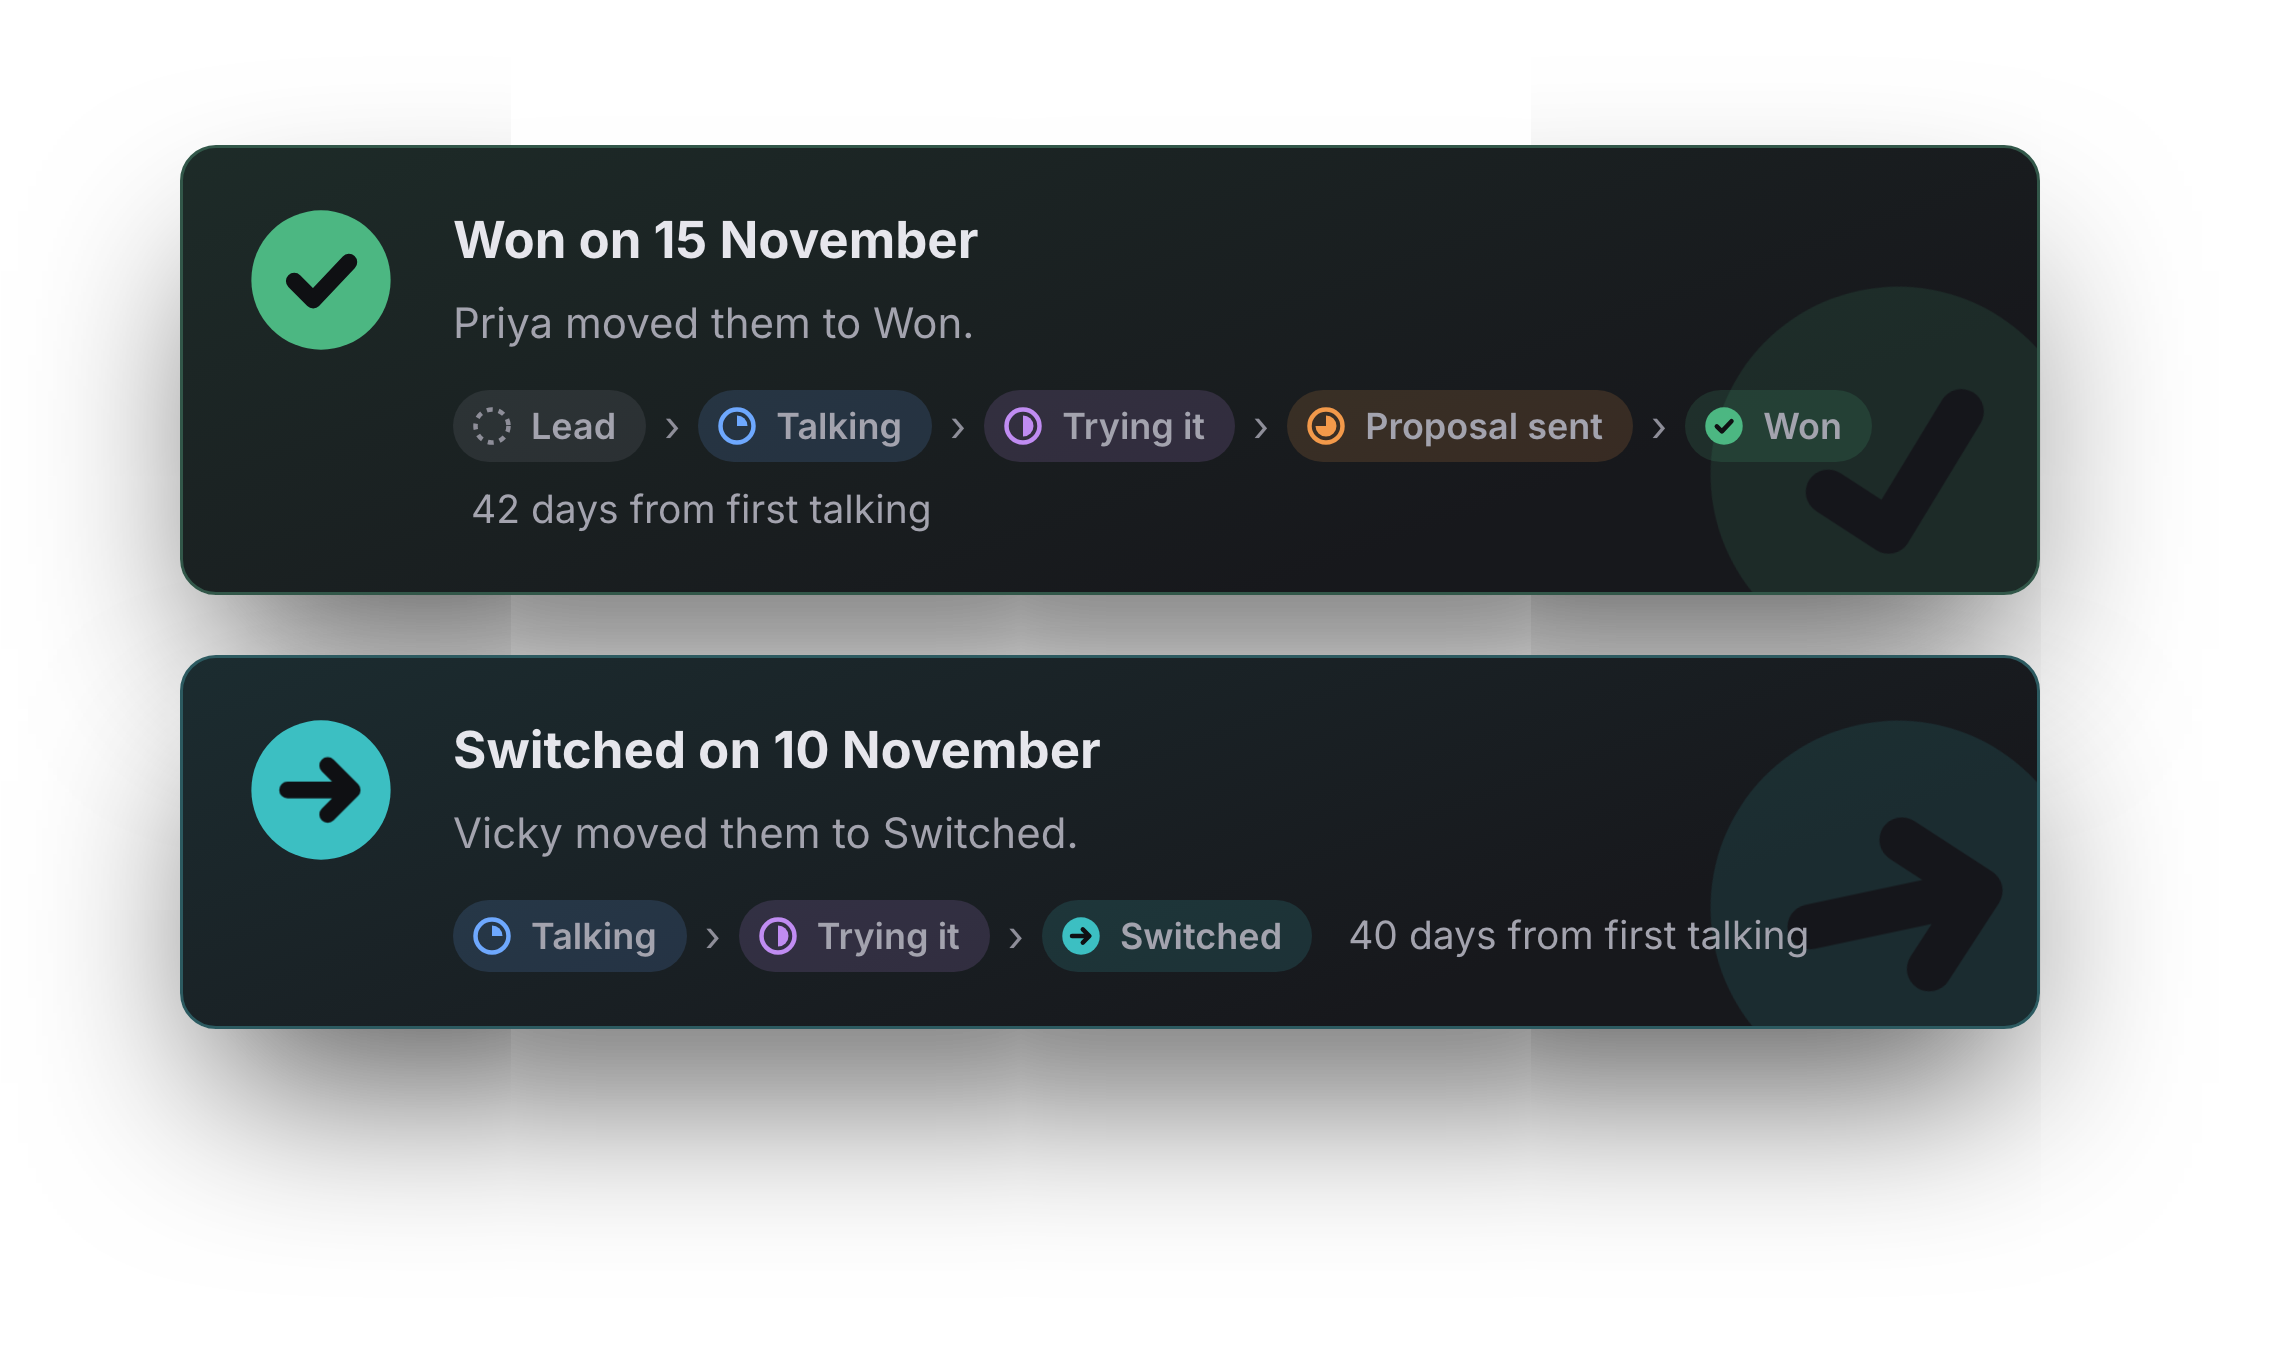 Won on 15 November
Priya moved them to Won.
Lead › Talking › Trying it › Proposal sent › Won
42 days from first talking
Switched on 10 November
Vicky moved them to Switched.
Talking › Trying it › Switched 40 days from first talking